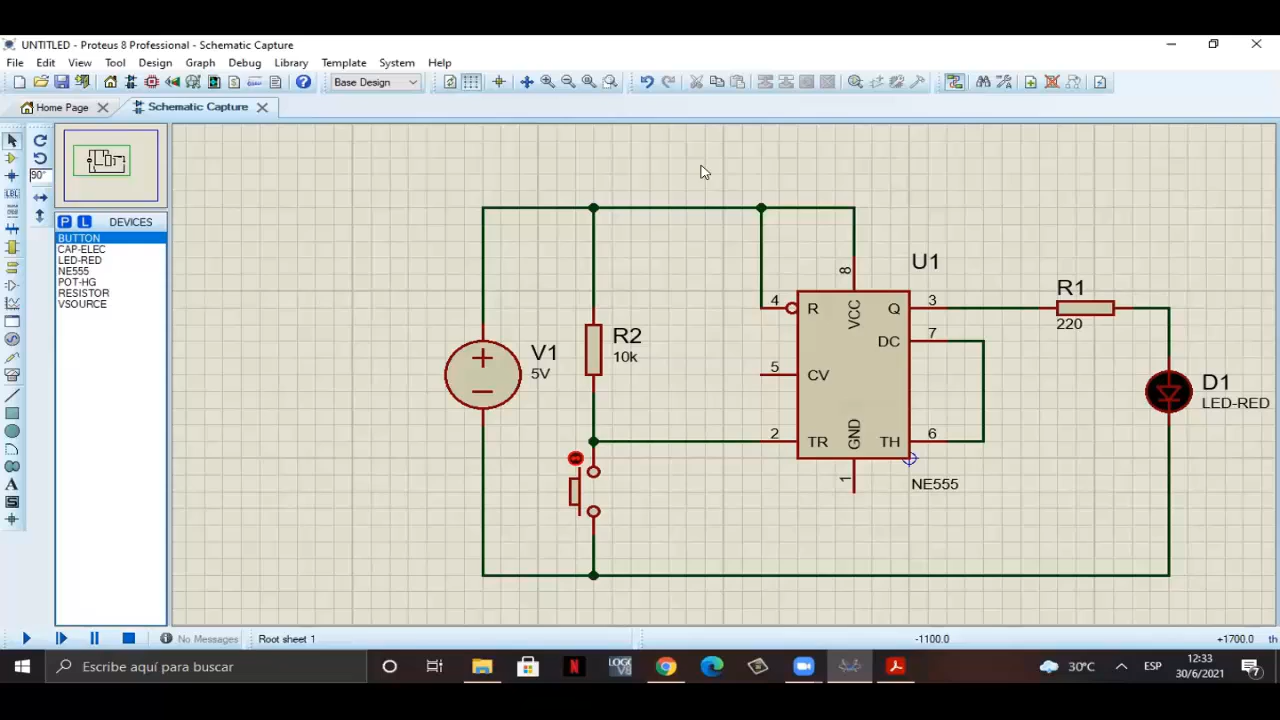 UNTITLED - Proteus 8 Professional - Schematic Capture
File Edit View Tool Design Graph Debug Library Template System Help
Base Design
Home Page Schematic Capture
90°
LBL
P L DEVICES
BUTTON
CAP-ELEC
LED-RED
NE555
POT-HG
RESISTOR
VSOURCE
A
S
V1
5V
R2
10k
U1
8
4 R VCC Q 3
DC 7
5 CV
2 TR GND TH 6
1
NE555
R1
220
D1
LED-RED
No Messages Root sheet 1 -1100.0 +1700.0 th
Escribe aquí para buscar 30°C ESP 12:33
30/6/2021
7